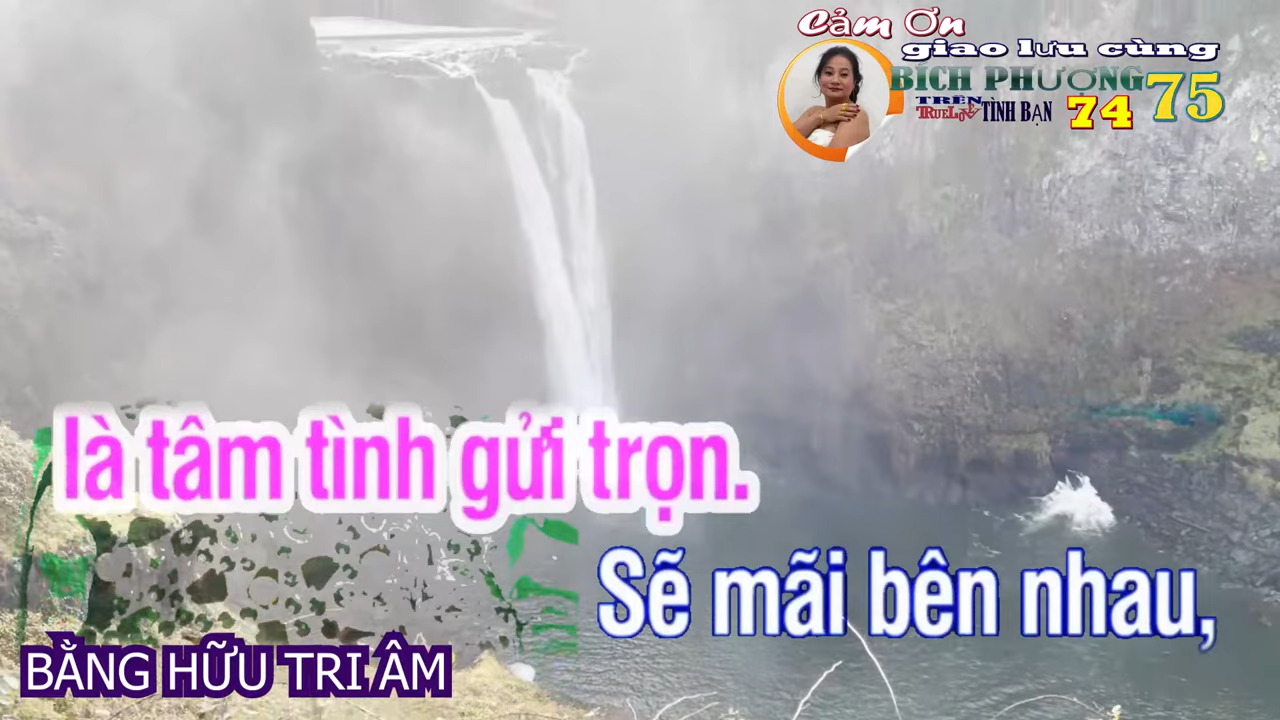 Cảm Ơn
giao lưu cùng
BÍCH PHƯỢNG 75
TRÊN
TRUELOVE TÌNH BẠN 74
là tâm tình gửi trọn.
Sẽ mãi bên nhau,
BẰNG HỮU TRI ÂM